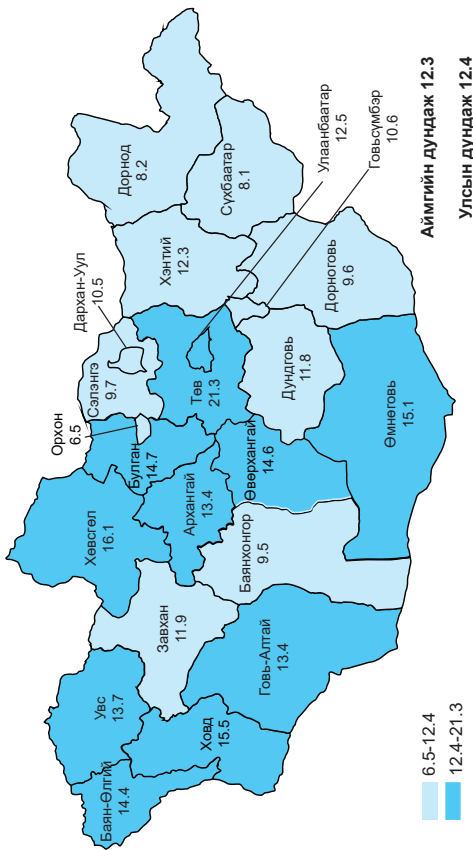 Баян-Өлгий
14.4
Увс
13.7
Ховд
15.5
Завхан
11.9
Говь-Алтай
13.4
Хөвсгөл
16.1
Архангай
13.4
Баянхонгор
9.5
Орхон
6.5
Булган
14.7
Өвөрхангай
14.6
Сэлэнгэ
9.7
Дархан-Уул
10.5
Төв
21.3
Дундговь
11.8
Өмнөговь
15.1
Хэнтий
12.3
Дорноговь
9.6
Дорнод
8.2
Сүхбаатар
8.1
Улаанбаатар
12.5
Говьсүмбэр
10.6
6.5-12.4
12.4-21.3
Аймгийн дундаж 12.3
Улсын дундаж 12.4